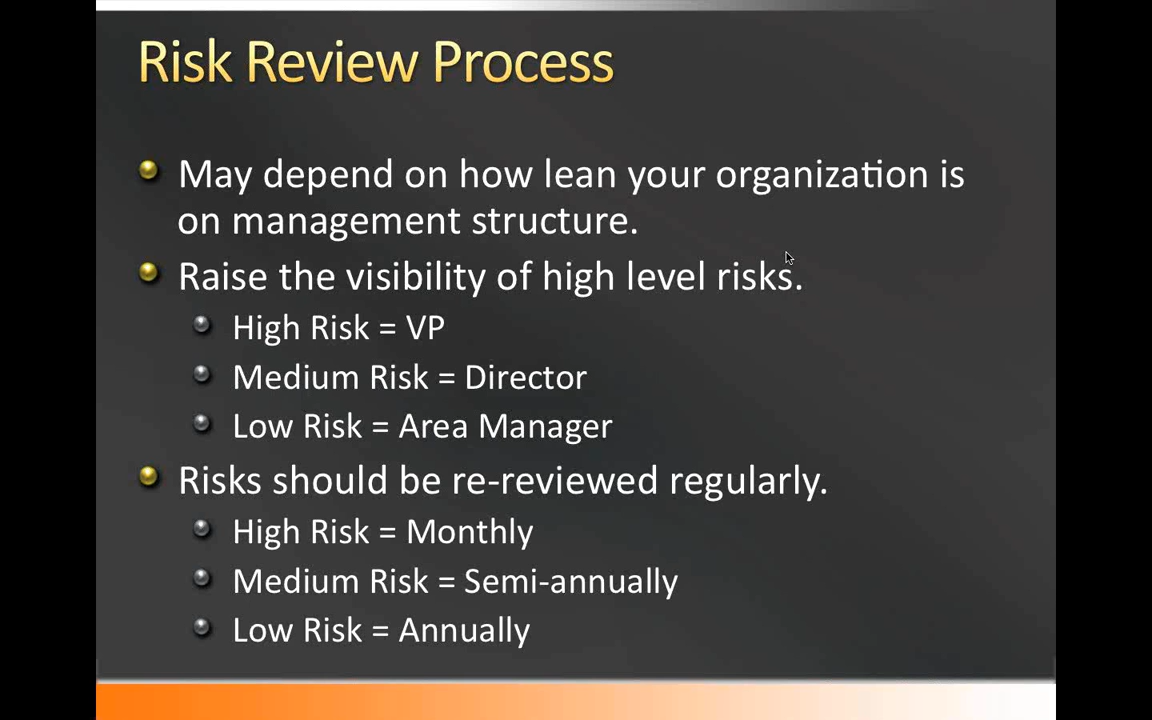 Risk Review Process
May depend on how lean your organization is
on management structure.
Raise the visibility of high level risks.
High Risk = VP
Medium Risk = Director
Low Risk = Area Manager
Risks should be re-reviewed regularly.
High Risk = Monthly
Medium Risk = Semi-annually
Low Risk = Annually